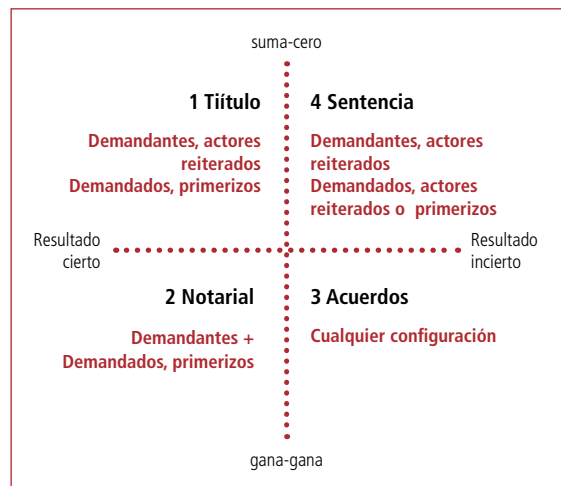 suma-cero
1 Tiítulo
Demandantes, actores
reiterados
Demandados, primerizos
4 Sentencia
Demandantes, actores
reiterados
Demandados, actores
reiterados o primerizos
Resultado
cierto
Resultado
incierto
2 Notarial
Demandantes +
Demandados, primerizos
3 Acuerdos
Cualquier configuración
gana-gana